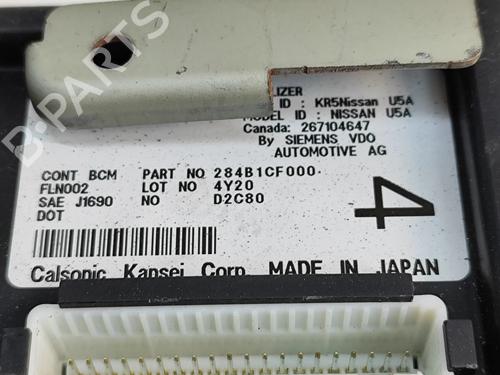 LIZER
ID : KR5Nissan U5A
MODEL ID : NISSAN U5A
Canada: 267104647
By SIEMENS VDO
AUTOMOTIVE AG
CONT BCM PART NO 284B1CF000
FLN002 LOT NO 4Y20
SAE J1690 NO D2C80
DOT
4
Calsonic Kansei Corp. MADE IN JAPAN
B-PARTS